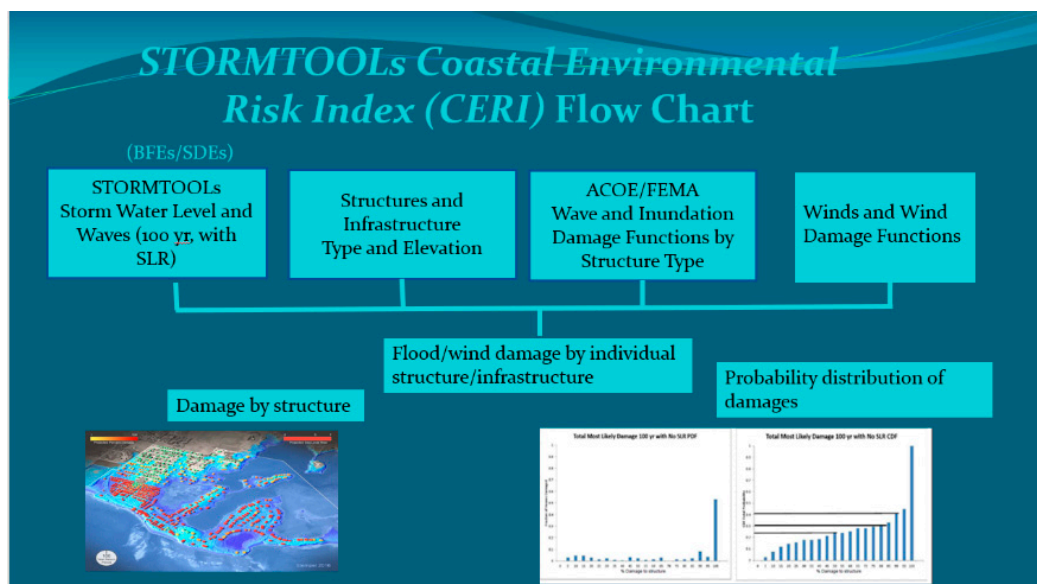 STORMTOOLs Coastal Environmental
Risk Index (CERI) Flow Chart
(BFEs/SDEs)
STORMTOOLs
Storm Water Level and
Waves (100 yr, with
SLR)
Structures and
Infrastructure
Type and Elevation
ACOE/FEMA
Wave and Inundation
Damage Functions by
Structure Type
Winds and Wind
Damage Functions
Flood/wind damage by individual
structure/infrastructure
Damage by structure
Probability distribution of
damages
Total Most Likely Damage 100 yr with No SLR PDF
% Damage to structure
Total Most Likely Damage 100 yr with No SLR CDF
% Damage to structure